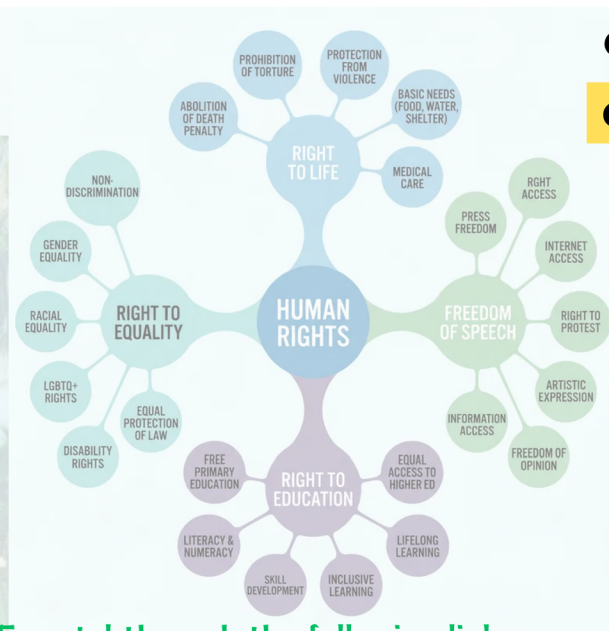 HUMAN
RIGHTS
RIGHT
TO LIFE
ABOLITION
OF DEATH
PENALTY
PROHIBITION
OF TORTURE
PROTECTION
FROM
VIOLENCE
BASIC NEEDS
(FOOD, WATER,
SHELTER)
MEDICAL
CARE
FREEDOM
OF SPEECH
PRESS
FREEDOM
RGHT
ACCESS
INTERNET
ACCESS
RIGHT TO
PROTEST
ARTISTIC
EXPRESSION
FREEDOM OF
OPINION
INFORMATION
ACCESS
RIGHT TO
EDUCATION
EQUAL
ACCESS TO
HIGHER ED
LIFELONG
LEARNING
INCLUSIVE
LEARNING
SKILL
DEVELOPMENT
LITERACY &
NUMERACY
FREE
PRIMARY
EDUCATION
RIGHT TO
EQUALITY
NON-
DISCRIMINATION
GENDER
EQUALITY
RACIAL
EQUALITY
LGBTQ+
RIGHTS
DISABILITY
RIGHTS
EQUAL
PROTECTION
OF LAW